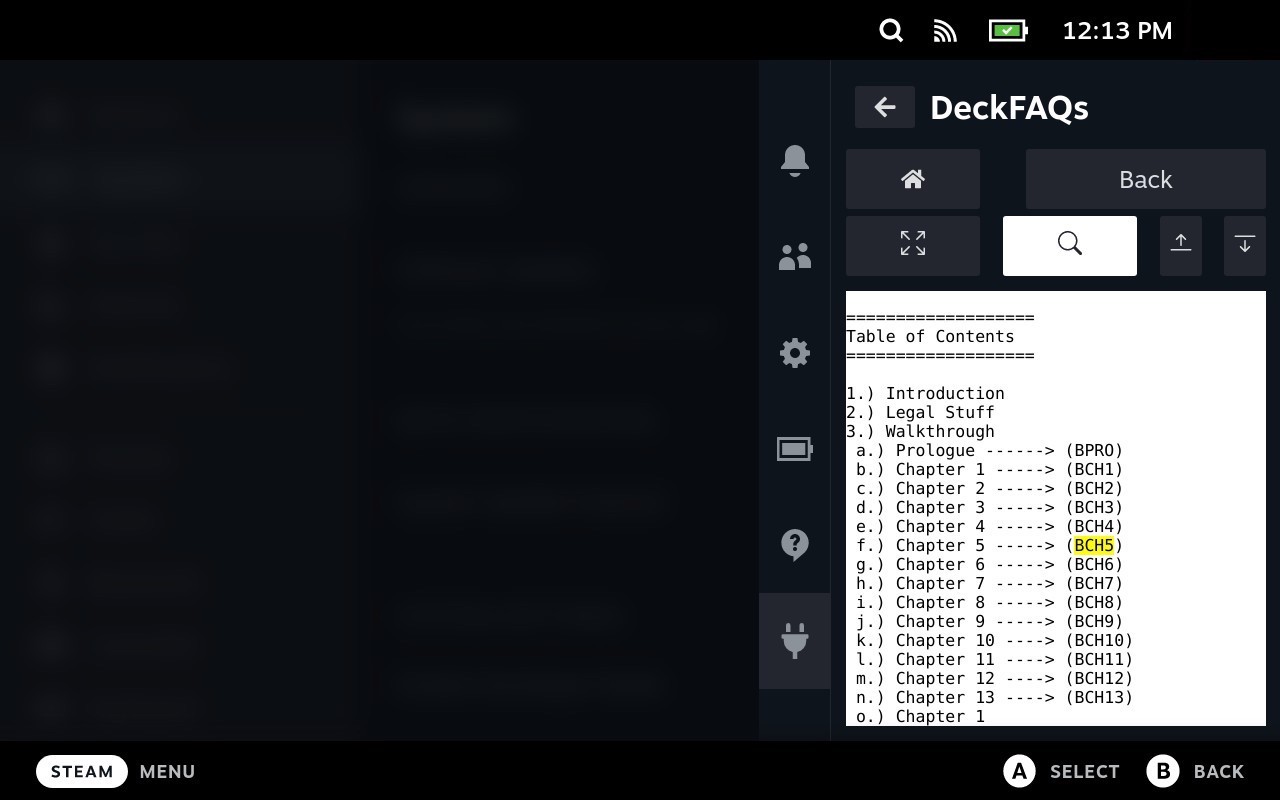 12:13 PM
DeckFAQs
Back
===================
Table of Contents
===================
1.) Introduction
2.) Legal Stuff
3.) Walkthrough
a.) Prologue ------> (BPRO)
b.) Chapter 1 -----> (BCH1)
c.) Chapter 2 -----> (BCH2)
d.) Chapter 3 -----> (BCH3)
e.) Chapter 4 -----> (BCH4)
f.) Chapter 5 -----> (BCH5)
g.) Chapter 6 -----> (BCH6)
h.) Chapter 7 -----> (BCH7)
i.) Chapter 8 -----> (BCH8)
j.) Chapter 9 -----> (BCH9)
k.) Chapter 10 ----> (BCH10)
l.) Chapter 11 ----> (BCH11)
m.) Chapter 12 ----> (BCH12)
n.) Chapter 13 ----> (BCH13)
o.) Chapter 1
STEAM MENU
A SELECT B BACK